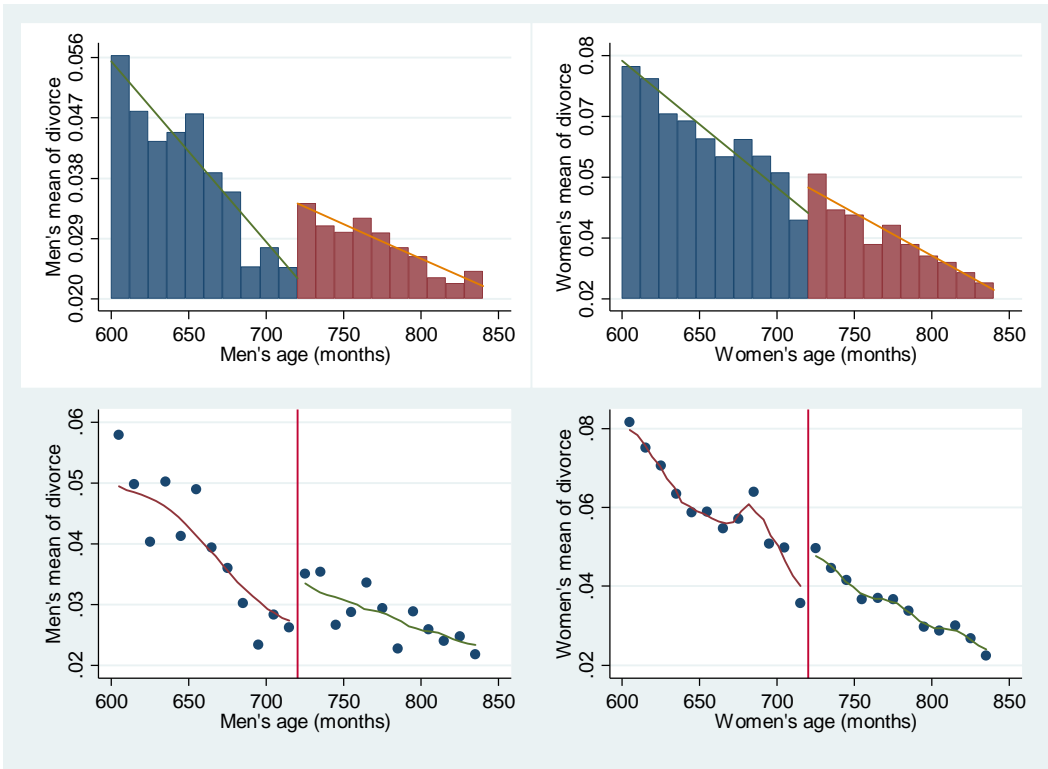 Men's mean of divorce
0.056
0.047
0.038
0.029
0.020
600 650 700 750 800 850
Men's age (months)
Women's mean of divorce
0.08
0.07
0.05
0.04
0.02
600 650 700 750 800 850
Women's age (months)
Men's mean of divorce
.06
.05
.04
.03
.02
600 650 700 750 800 850
Men's age (months)
Women's mean of divorce
.08
.06
.04
.02
600 650 700 750 800 850
Women's age (months)